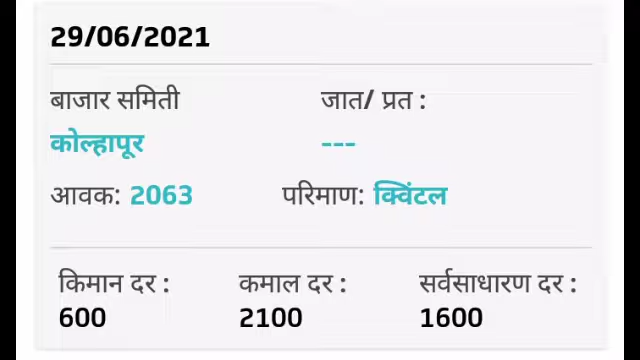 29/06/2021
बाजार समिती जात/ प्रत :
कोल्हापूर ---
आवक: 2063 परिमाण: क्विंटल
किमान दर : कमाल दर : सर्वसाधारण दर :
600 2100 1600